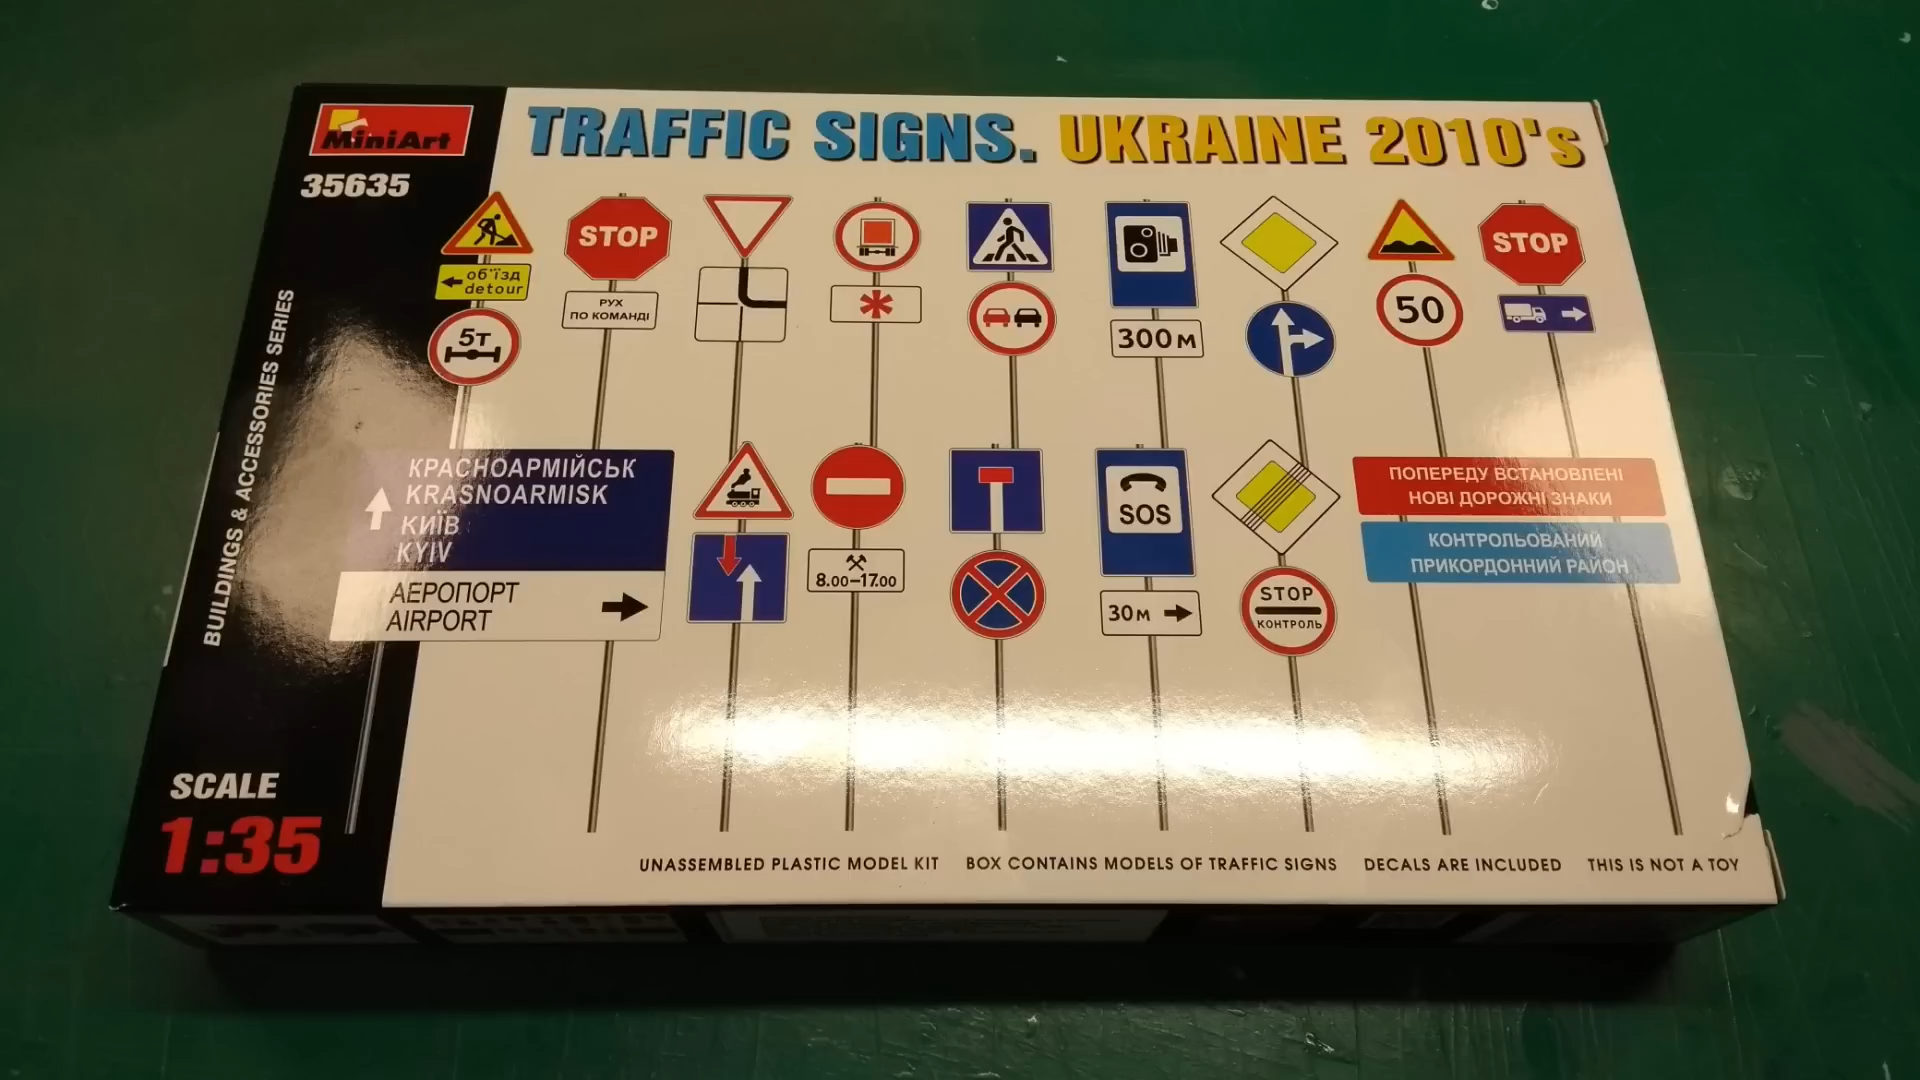 MiniArt
35635
TRAFFIC SIGNS. UKRAINE 2010's
BUILDINGS & ACCESSORIES SERIES
об'їзд
detour
5т
STOP
РУХ
ПО КОМАНДІ
300м
50
STOP
КРАСНОАРМІЙСЬК
KRASNOARMISK
КИЇВ
KYIV
АЕРОПОРТ
AIRPORT
8.00–17.00
SOS
30м
STOP
КОНТРОЛЬ
ПОПЕРЕДУ ВСТАНОВЛЕНІ
НОВІ ДОРОЖНІ ЗНАКИ
КОНТРОЛЬОВАНИЙ
ПРИКОРДОННИЙ РАЙОН
SCALE
1:35
UNASSEMBLED PLASTIC MODEL KIT BOX CONTAINS MODELS OF TRAFFIC SIGNS DECALS ARE INCLUDED THIS IS NOT A TOY